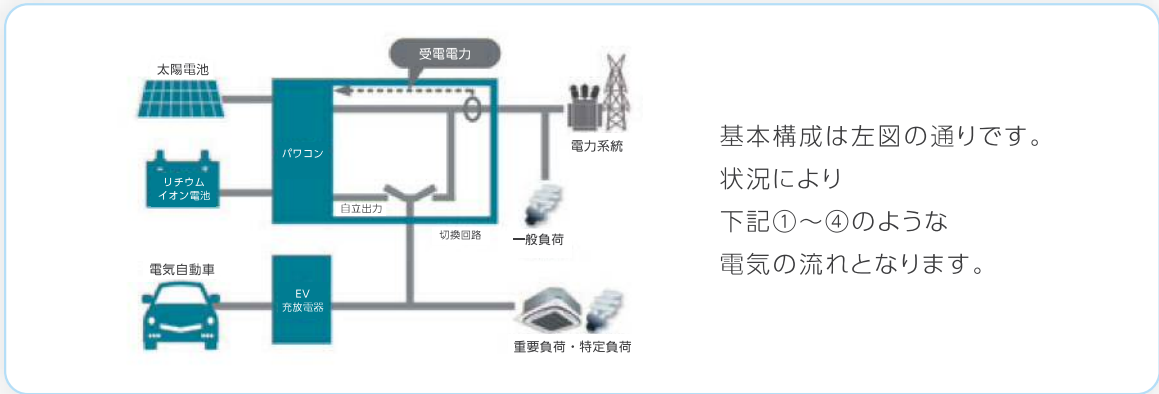 受電電力
太陽電池
パワコン
電力系統
リチウム
イオン電池
自立出力
切換回路
一般負荷
電気自動車
EV
充放電器
重要負荷・特定負荷
基本構成は左図の通りです。
状況により
下記①〜④のような
電気の流れとなります。